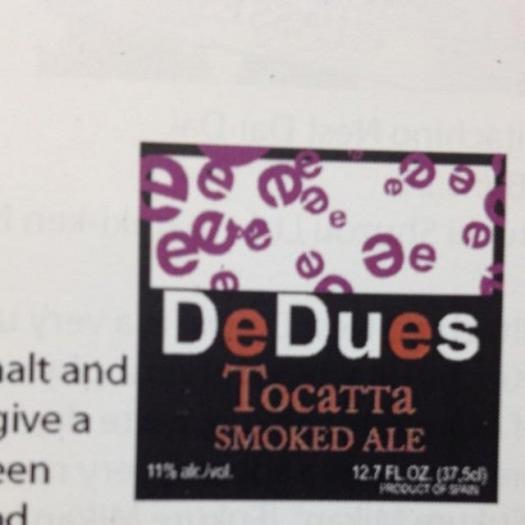 DeDues
Tocatta
SMOKED ALE
11% alc./vol.
12.7 FL.OZ. (37,5cl)
PRODUCT OF SPAIN
alt and
give a
een
nd